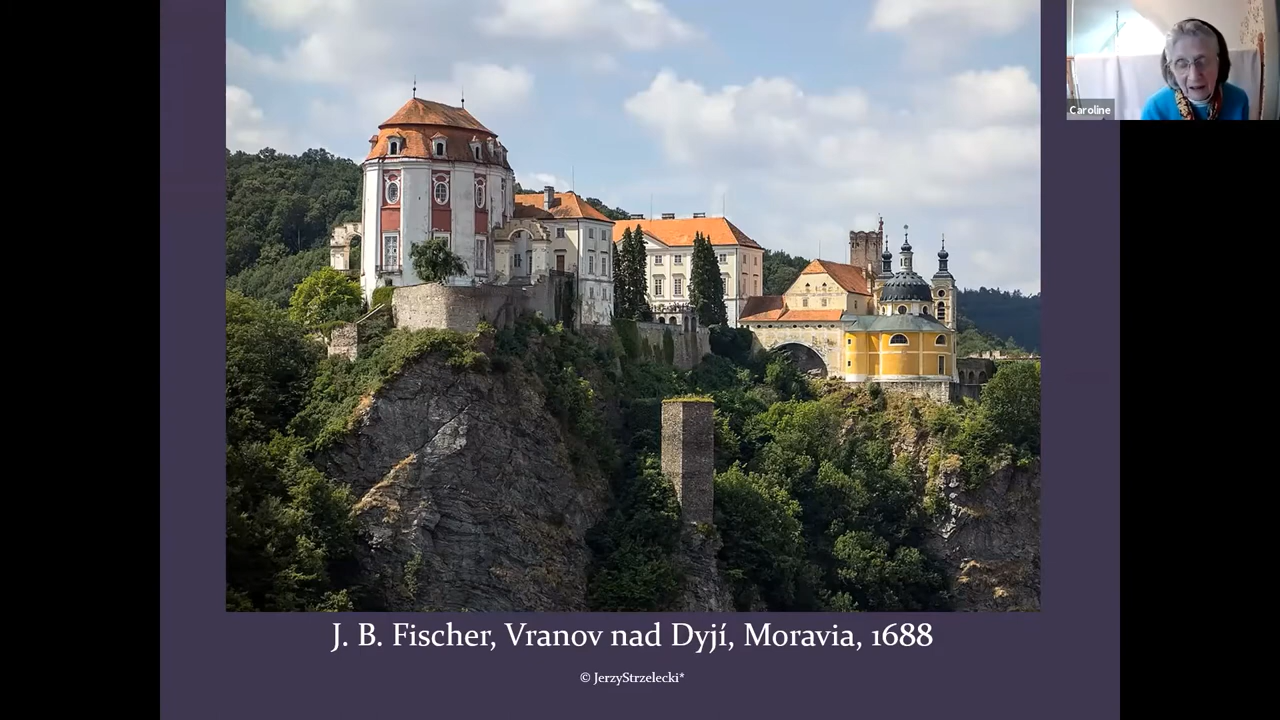 Caroline
J. B. Fischer, Vranov nad Dyjí, Moravia, 1688
© JerzyStrzelecki*